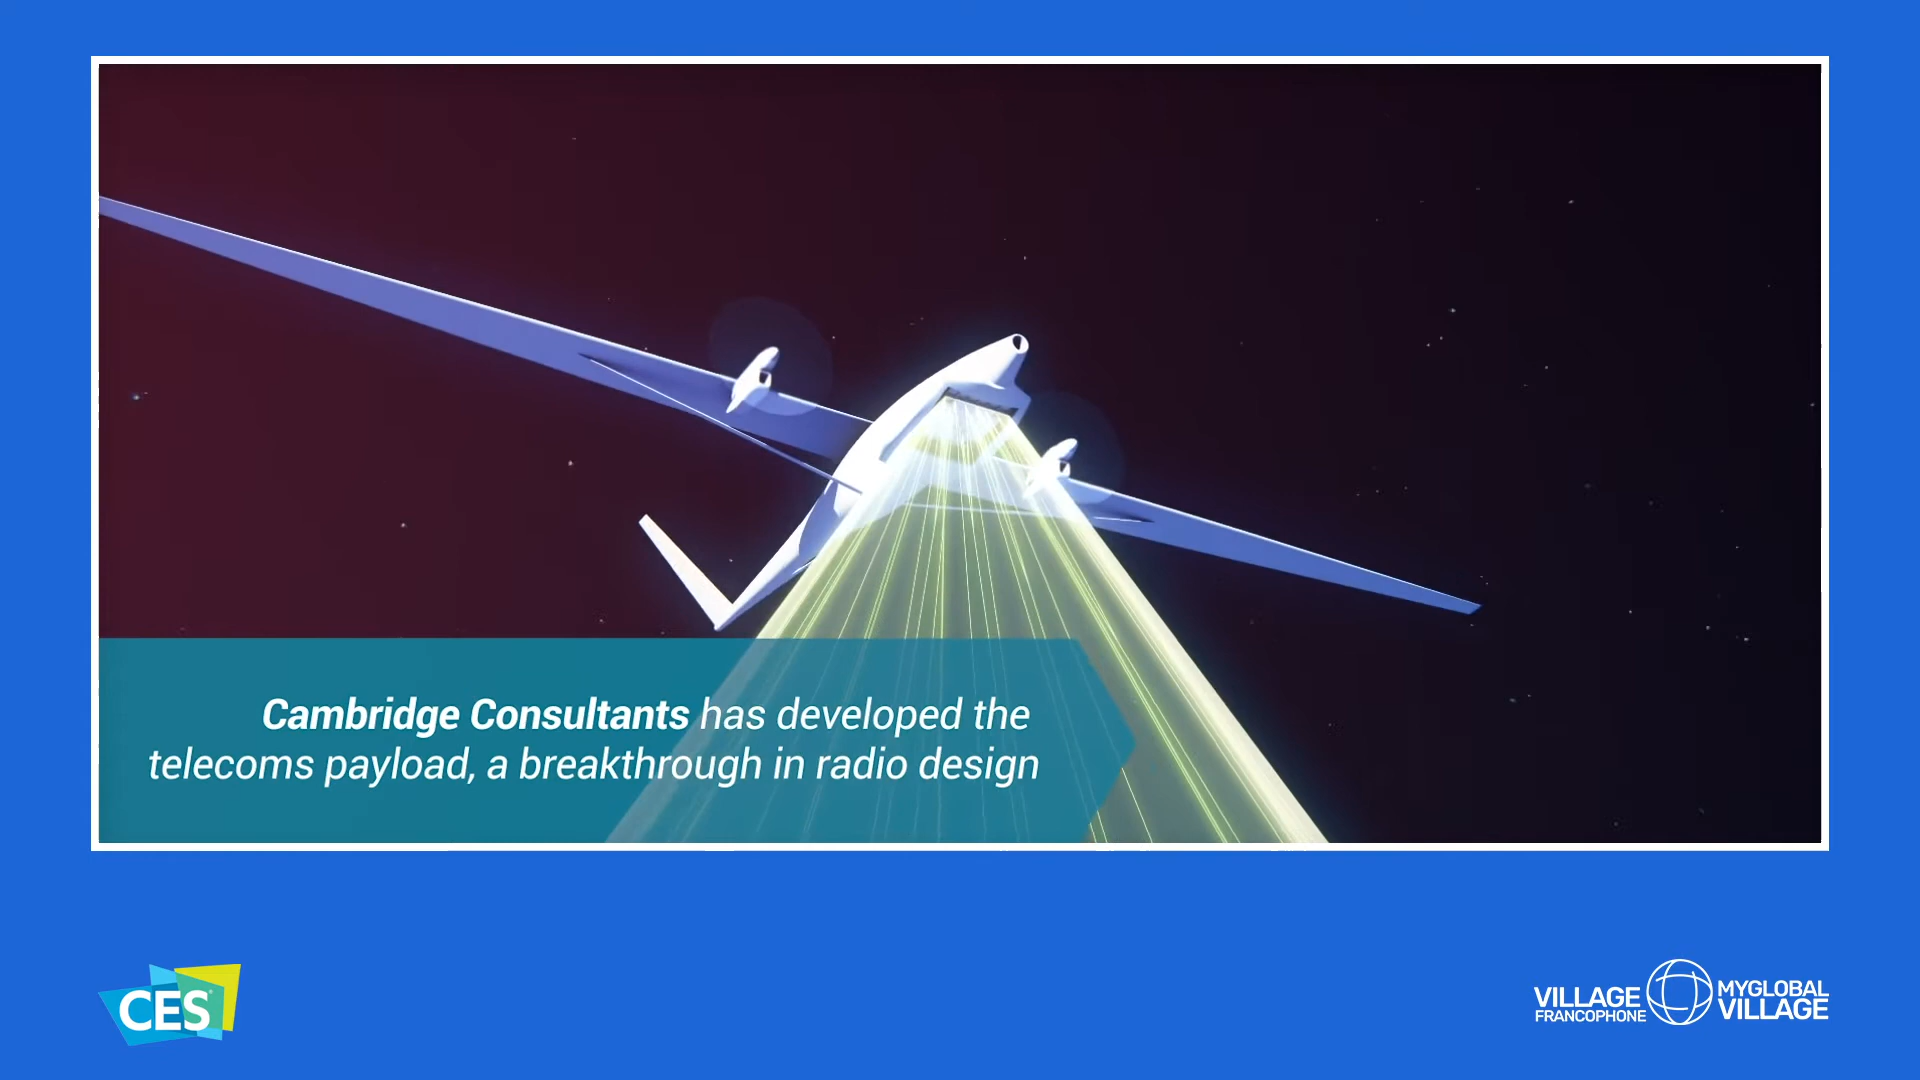 Cambridge Consultants has developed the
telecoms payload, a breakthrough in radio design
CES
VILLAGE
FRANCOPHONE
MYGLOBAL
VILLAGE